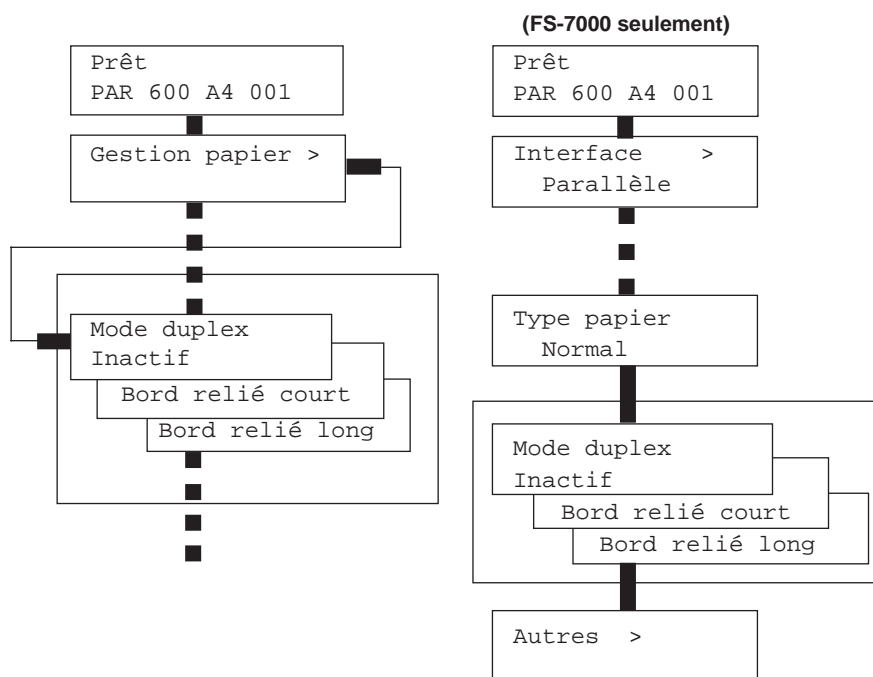 Prêt
PAR 600 A4 001
Gestion papier >
Mode duplex
Inactif
Bord relié court
Bord relié long
(FS-7000 seulement)
Prêt
PAR 600 A4 001
Interface >
Parallèle
Type papier
Normal
Mode duplex
Inactif
Bord relié court
Bord relié long
Autres >